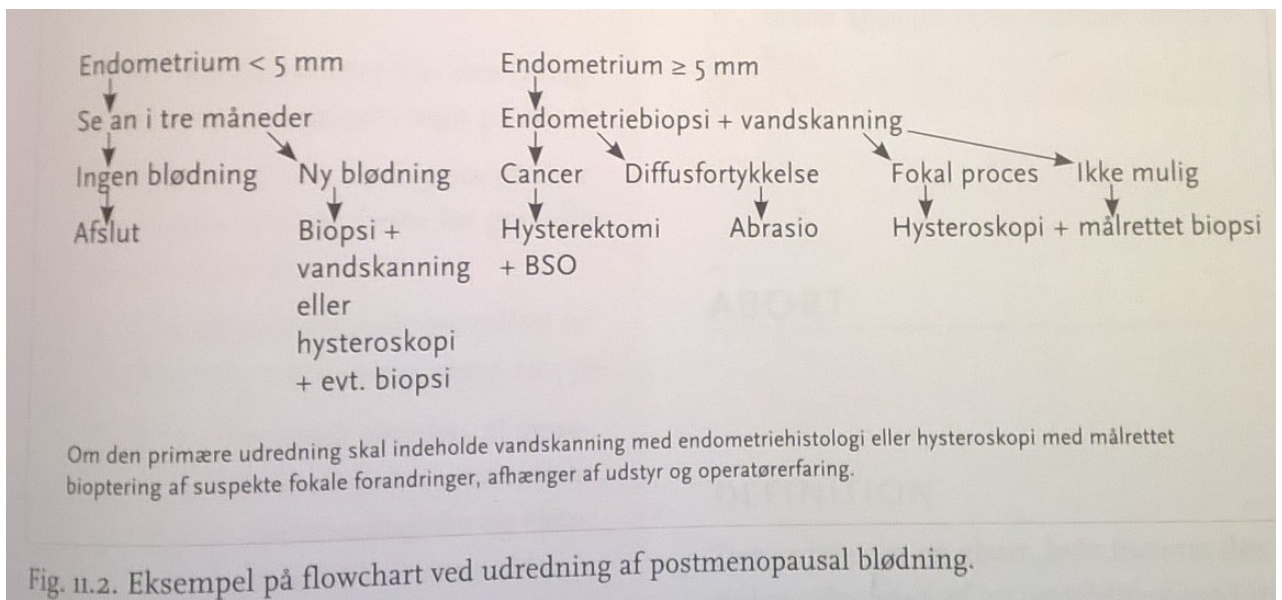 Endometrium < 5 mm
Endometrium ≥ 5 mm
Se an i tre måneder
Endometriebiopsi + vandskanning
Ingen blødning
Ny blødning
Cancer
Diffusfortykkelse
Fokal proces
Ikke mulig
Afslut
Biopsi +
vandskanning
eller
hysteroskopi
+ evt. biopsi
Hysterektomi
+ BSO
Abrasio
Hysteroskopi + målrettet biopsi
Om den primære udredning skal indeholde vandskanning med endometriehistologi eller hysteroskopi med målrettet
bioptering af suspekte fokale forandringer, afhænger af udstyr og operatørerfaring.
Fig. 11.2. Eksempel på flowchart ved udredning af postmenopausal blødning.
ABORT
DEFINITION